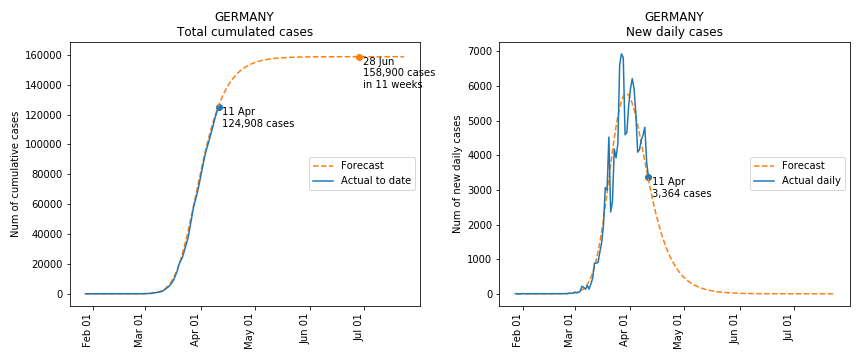 GERMANY
Total cumulated cases
Num of cumulative cases
160000
140000
120000
100000
80000
60000
40000
20000
0
28 Jun
158,900 cases
in 11 weeks
11 Apr
124,908 cases
Forecast
Actual to date
Feb 01
Mar 01
Apr 01
May 01
Jun 01
Jul 01
GERMANY
New daily cases
Num of new daily cases
7000
6000
5000
4000
3000
2000
1000
0
11 Apr
3,364 cases
Forecast
Actual daily
Feb 01
Mar 01
Apr 01
May 01
Jun 01
Jul 01